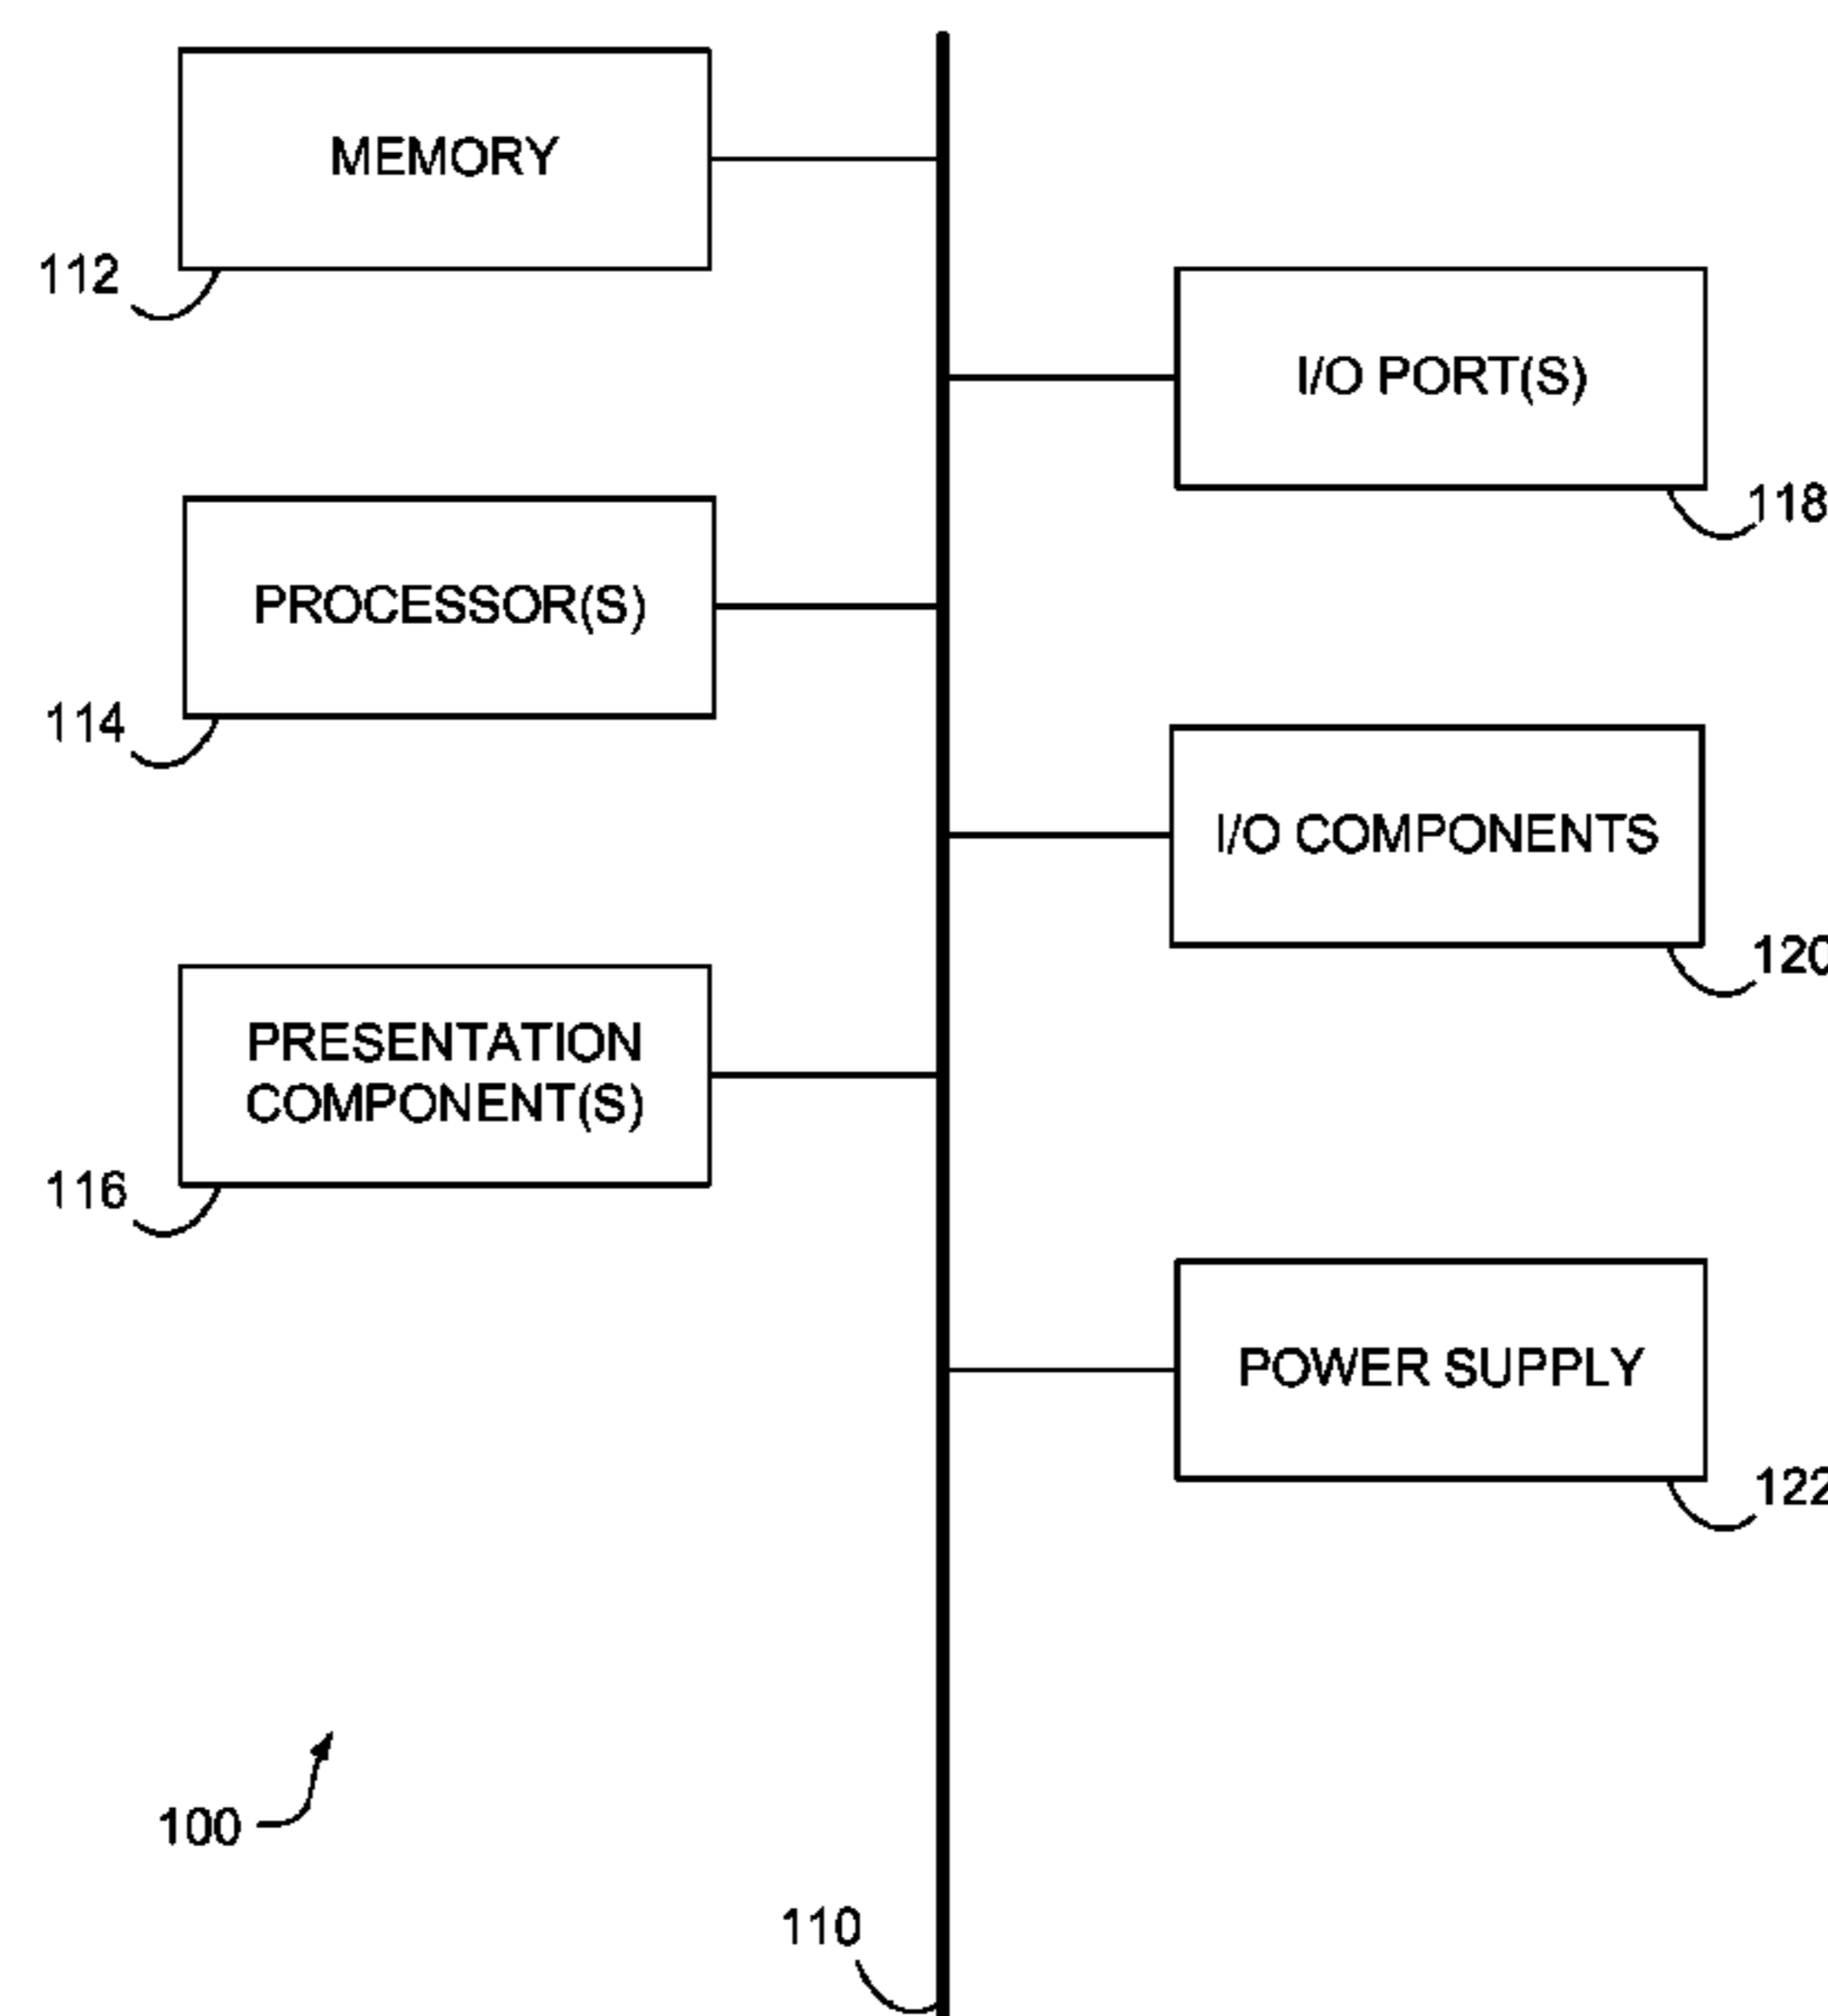 MEMORY
112
I/O PORT(S)
118
PROCESSOR(S)
114
I/O COMPONENTS
120
PRESENTATION
COMPONENT(S)
116
POWER SUPPLY
122
100
110